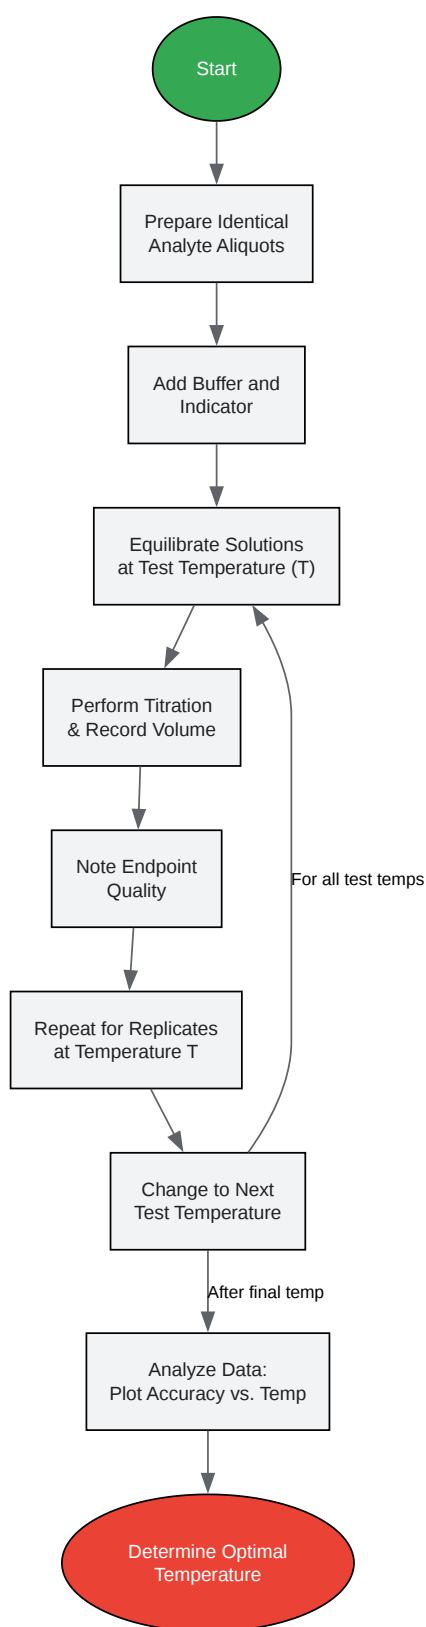 Start
Prepare Identical
Analyte Aliquots
Add Buffer and
Indicator
Equilibrate Solutions
at Test Temperature (T)
Perform Titration
& Record Volume
Note Endpoint
Quality
For all test temps
Repeat for Replicates
at Temperature T
Change to Next
Test Temperature
After final temp
Analyze Data:
Plot Accuracy vs. Temp
Determine Optimal
Temperature